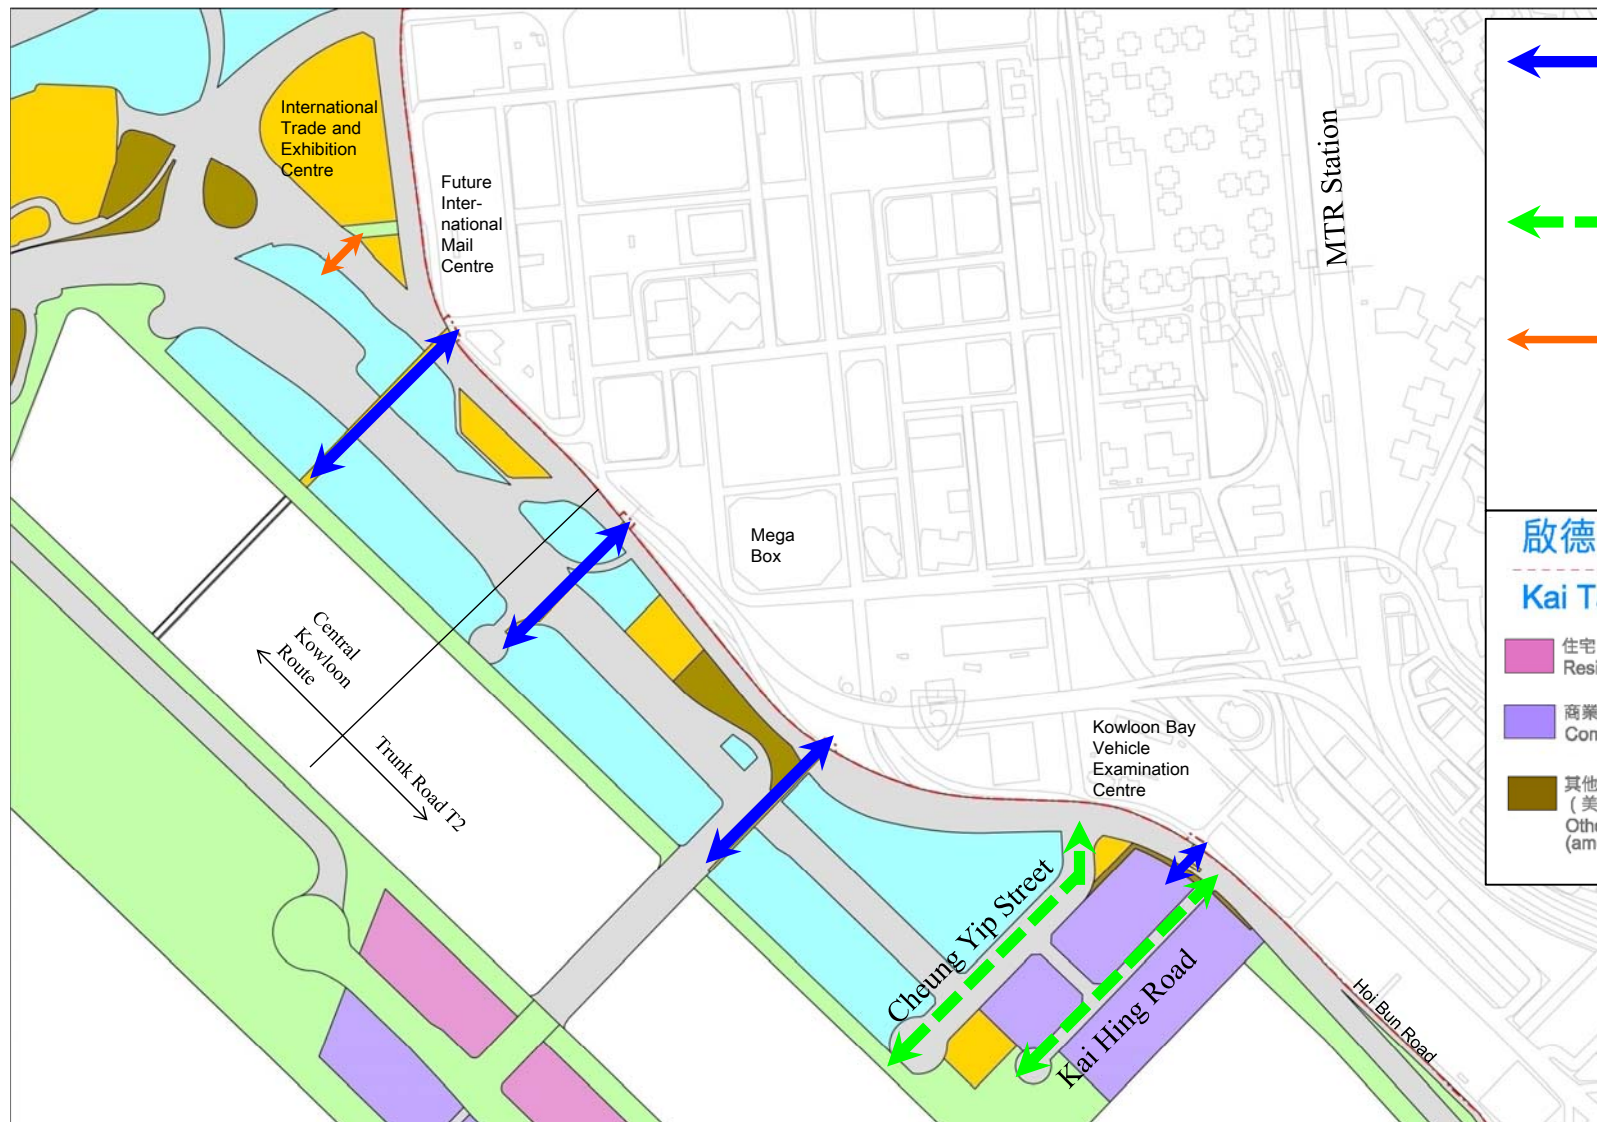 International
Trade and
Exhibition
Centre
Future
Inter-
national
Mail
Centre
MTR Station
Mega
Box
Central
Kowloon
Route
Trunk Road T2
Kowloon Bay
Vehicle
Examination
Centre
Cheung Yip Street
Kai Hing Road
Hoi Bun Road
5
啟德
Kai T
住宅
Resi
商業
Com
其他
(美
Othe
(am